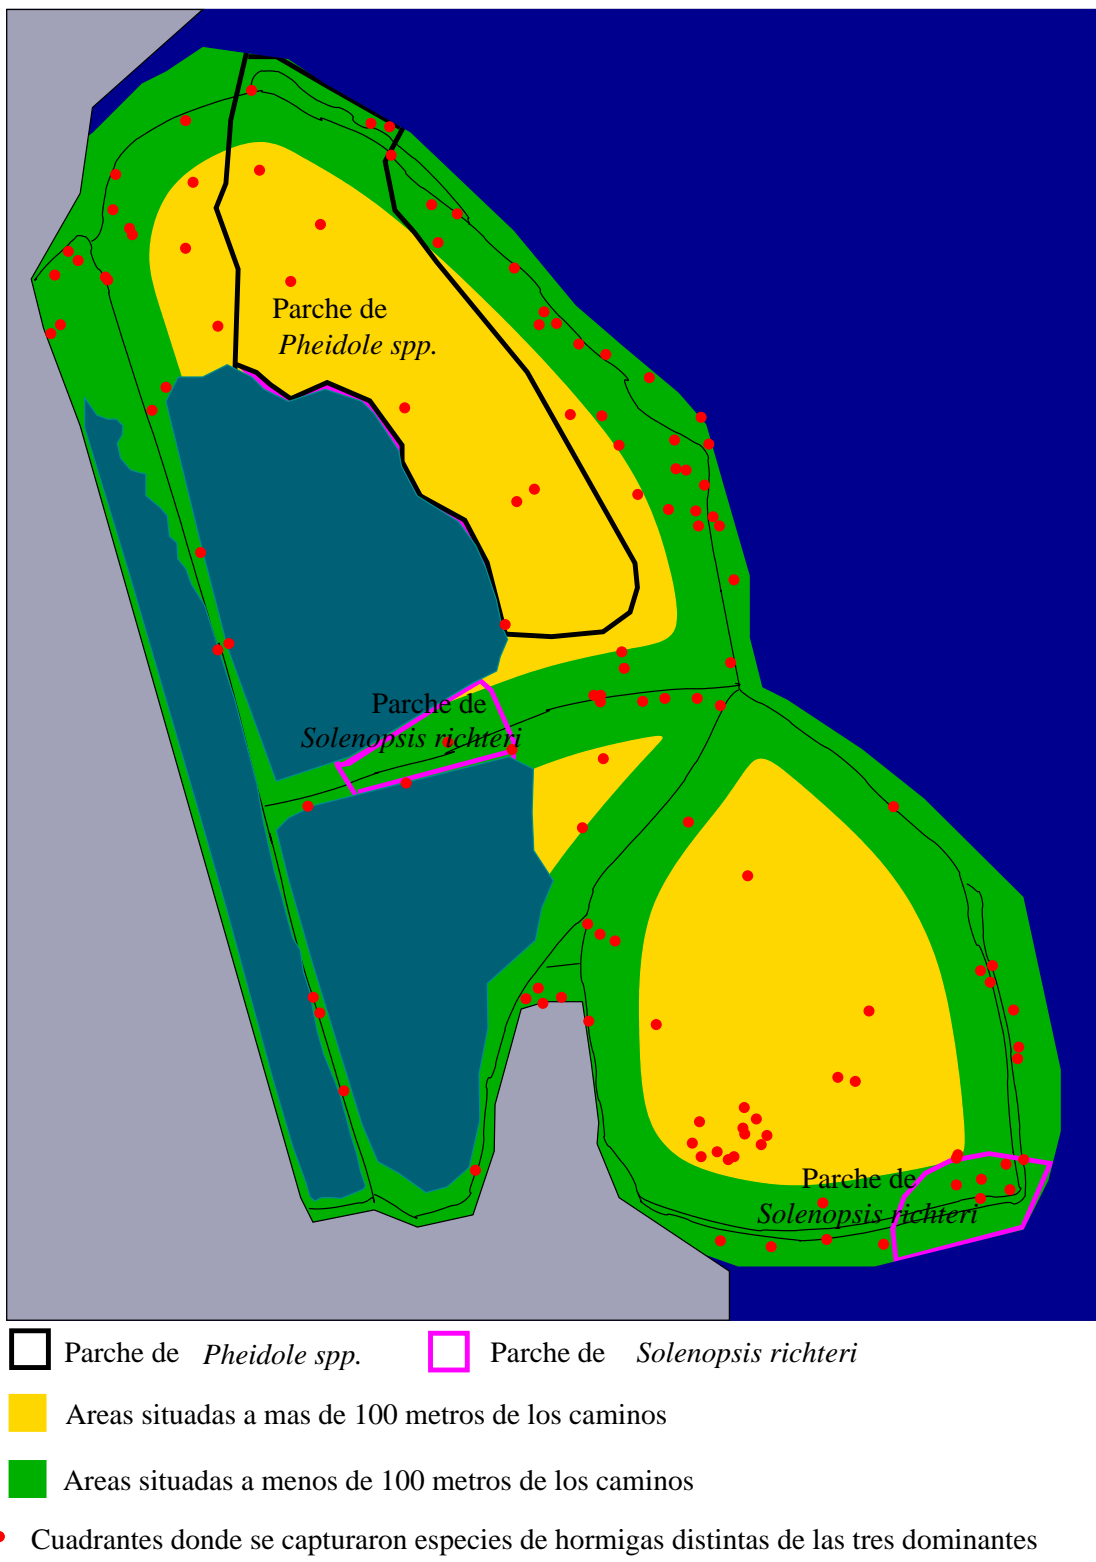 Parche de
Pheidole spp.
Parche de
Solenopsis richteri
Parche de
Solenopsis richteri
Parche de Pheidole spp. Parche de Solenopsis richteri
Areas situadas a mas de 100 metros de los caminos
Areas situadas a menos de 100 metros de los caminos
Cuadrantes donde se capturaron especies de hormigas distintas de las tres dominantes